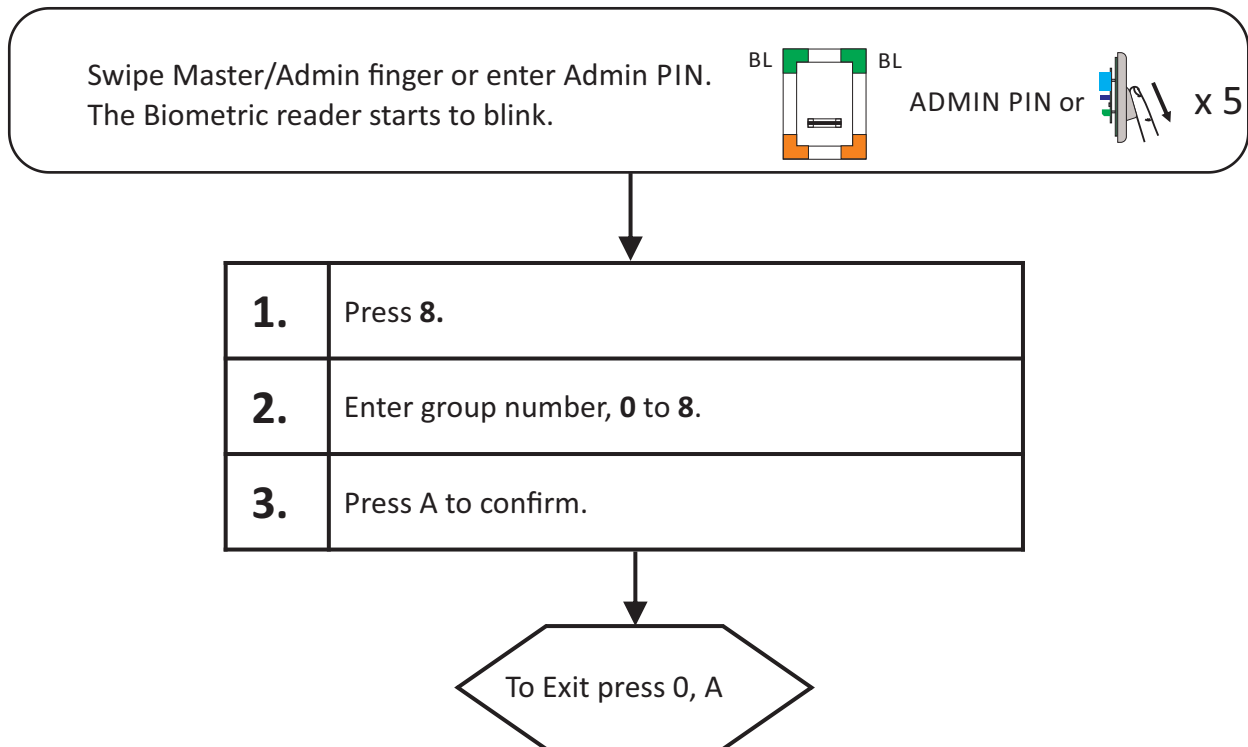 Swipe Master/Admin finger or enter Admin PIN.
The Biometric reader starts to blink.
BL BL
ADMIN PIN or x 5
1. Press 8.
2. Enter group number, 0 to 8.
3. Press A to confirm.
To Exit press 0, A